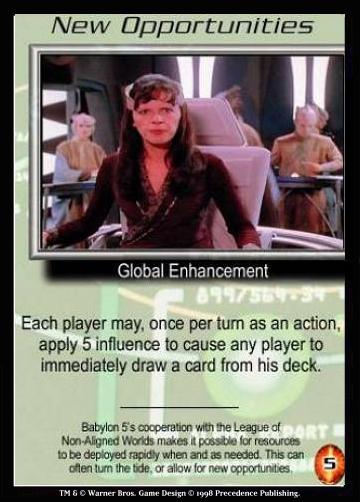 New Opportunities
Global Enhancement
8997564-34
Each player may, once per turn as an action,
apply 5 influence to cause any player to
immediately draw a card from his deck.
Babylon 5's cooperation with the League of
Non-Aligned Worlds makes it possible for resources
to be deployed rapidly when and as needed. This can
often turn the tide, or allow for new opportunities.
5
TM & © Warner Bros. Game Design © 1998 Precedence Publishing.